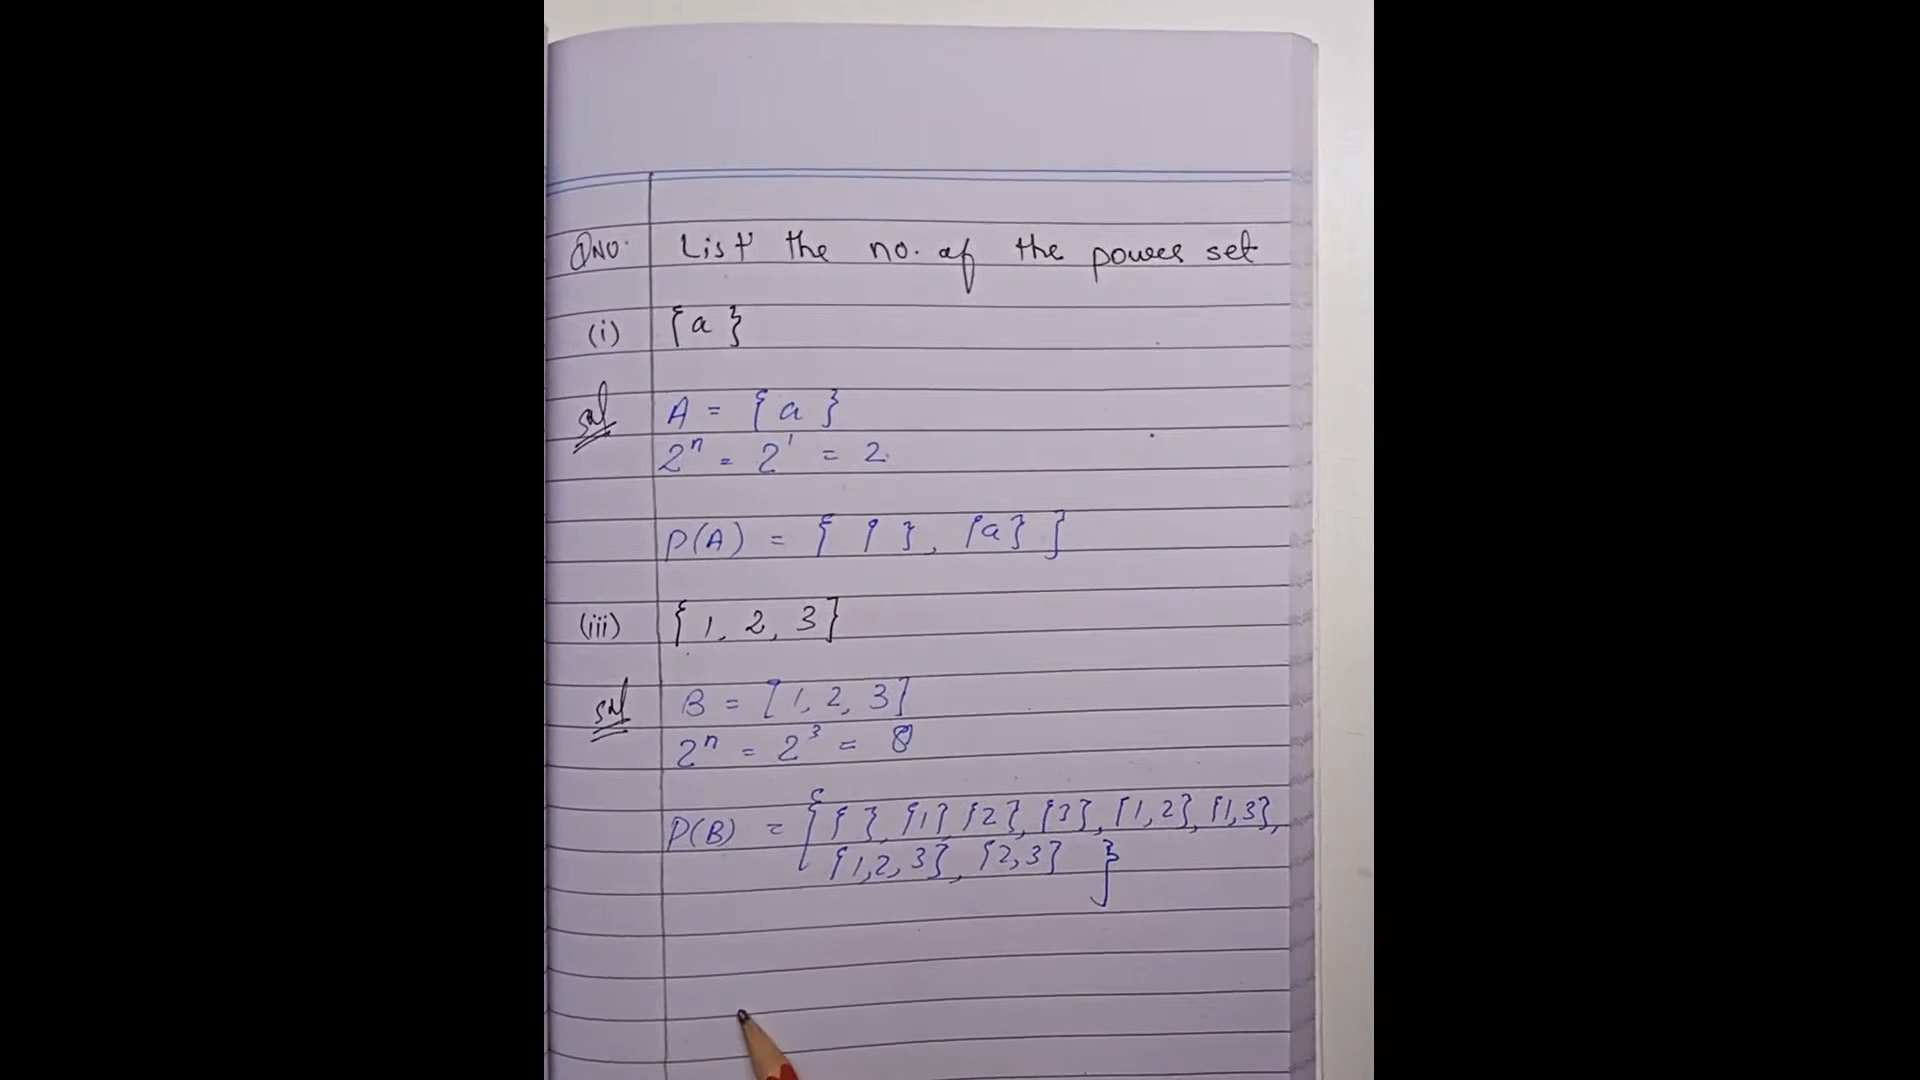 QNO. List the no. of the power set
(i) {a}
sol A = {a}
2ⁿ = 2¹ = 2.
P(A) = { { }, {a} }
(iii) {1, 2, 3}
sol B = {1, 2, 3}
2ⁿ = 2³ = 8
P(B) = { { }, {1} {2}, {3}, {1,2}, {1,3},
{1,2,3}, {2,3} }